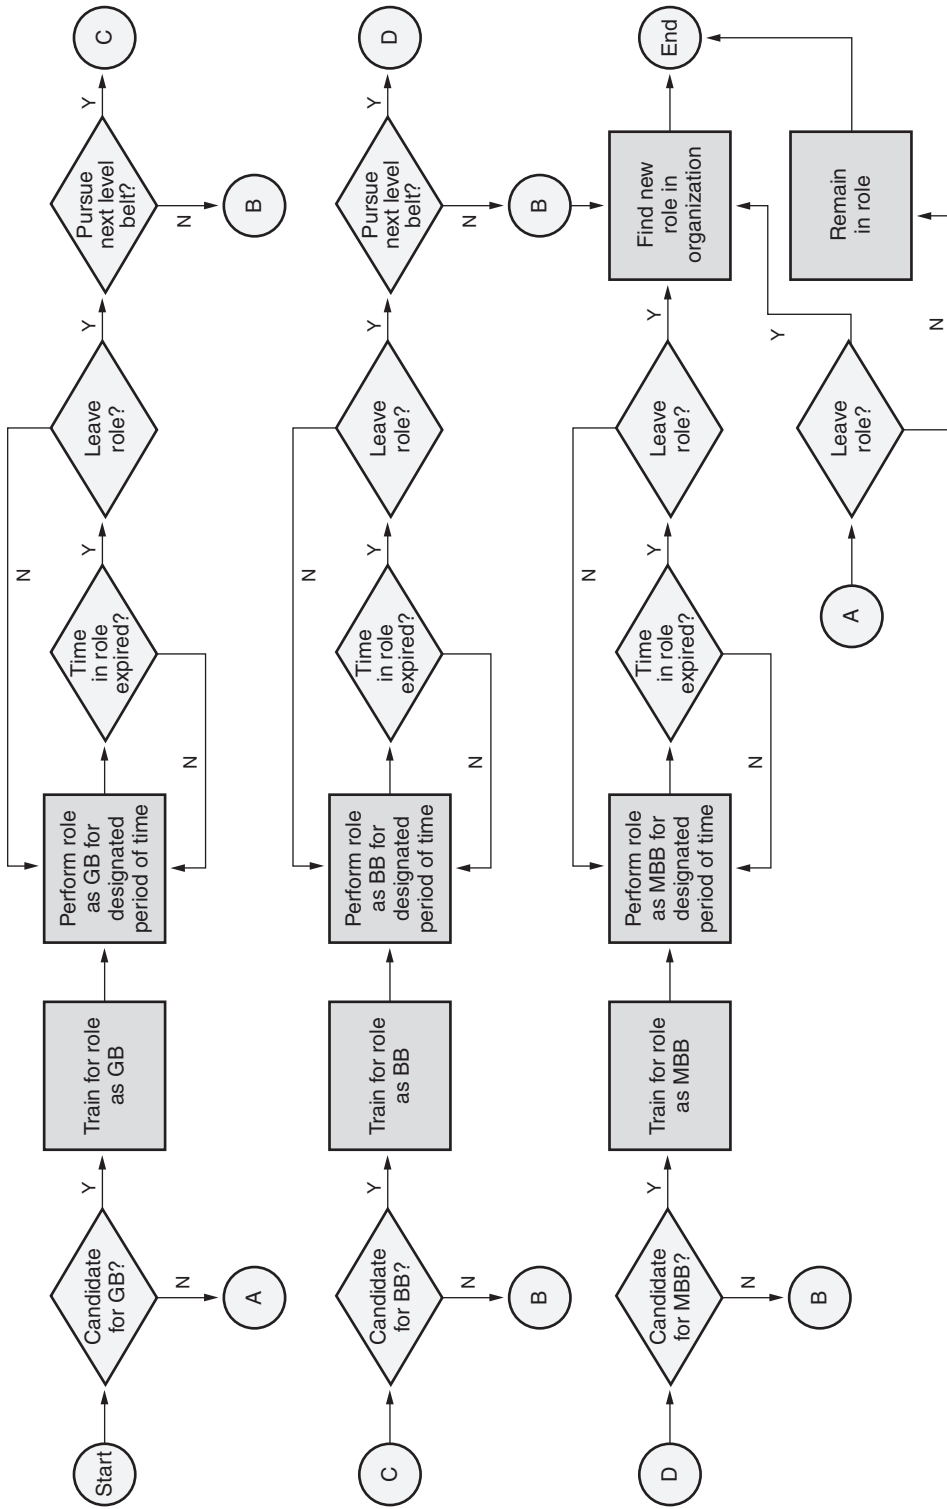 Start
Candidate
for GB?
Y
N
A
Train for role
as GB
Perform role
as GB for
designated
period of time
Time
in role
expired?
Y
N
Leave
role?
Y
N
Pursue
next level
belt?
Y
N
B
C
C
Candidate
for BB?
Y
N
B
Train for role
as BB
Perform role
as BB for
designated
period of time
Time
in role
expired?
Y
N
Leave
role?
Y
N
Pursue
next level
belt?
Y
N
B
D
D
Candidate
for MBB?
Y
N
B
Train for role
as MBB
Perform role
as MBB for
designated
period of time
Time
in role
expired?
Y
N
Leave
role?
Y
N
Find new
role in
organization
End
A
Leave
role?
Y
N
Remain
in role